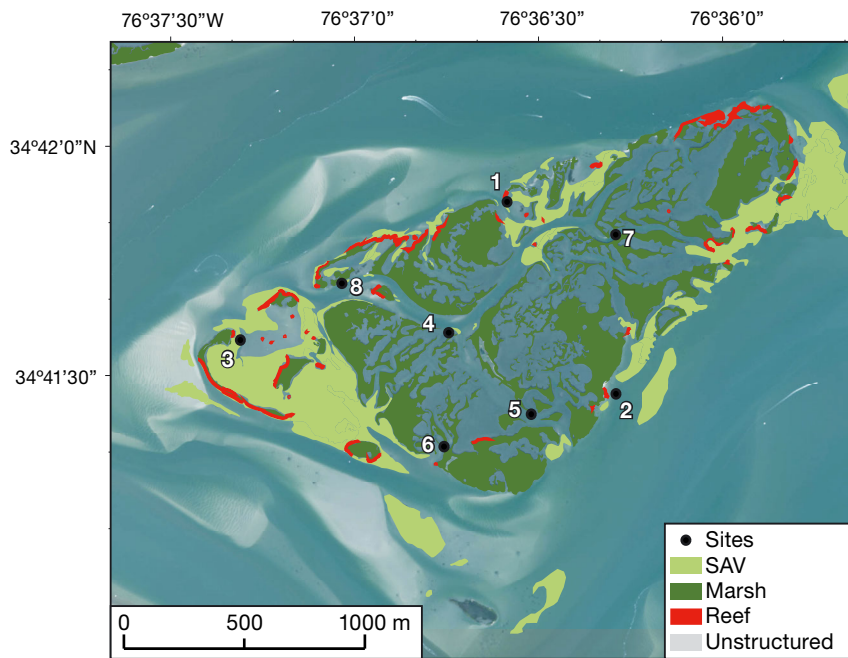 76°37'30"W 76°37'0" 76°36'30" 76°36'0"
34°42'0"N
1
7
8
4
3
34°41'30"
2
5
6
Sites
SAV
Marsh
Reef
Unstructured
0 500 1000 m